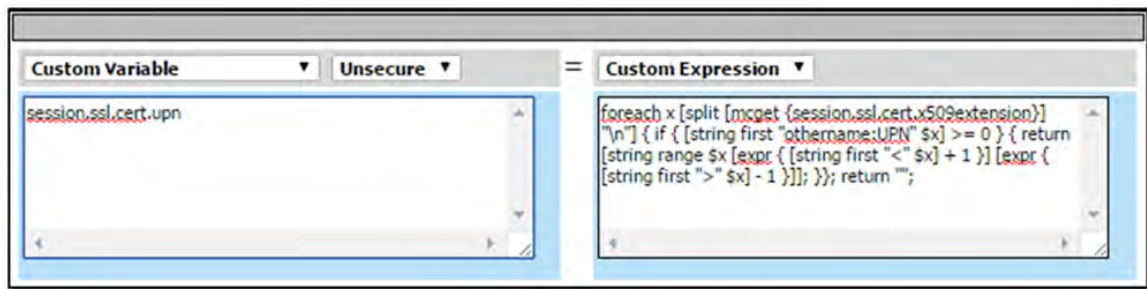 Custom Variable Unsecure = Custom Expression
session.ssl.cert.upn
foreach x [split [mcget {session.ssl.cert.x509extension}]
"\n"] { if { [string first "othername:UPN" $x] >= 0 } { return
[string range $x [expr { [string first "<" $x] + 1 }] [expr {
[string first ">" $x] - 1 }]]; }}; return "";